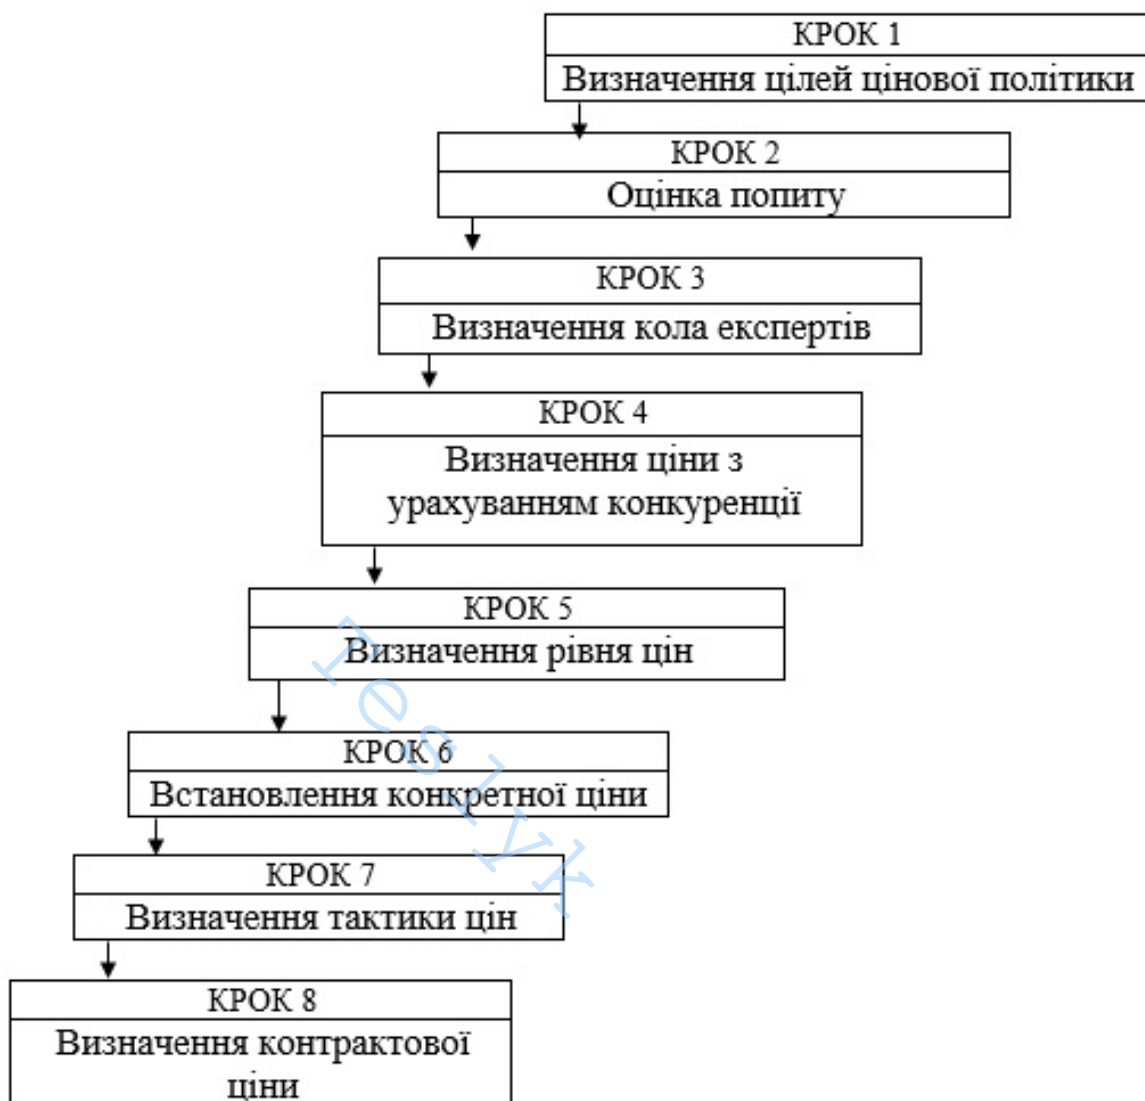 КРОК 1
Визначення цілей цінової політики
КРОК 2
Оцінка попиту
КРОК 3
Визначення кола експертів
КРОК 4
Визначення ціни з
урахуванням конкуренції
КРОК 5
Визначення рівня цін
КРОК 6
Встановлення конкретної ціни
КРОК 7
Визначення тактики цін
КРОК 8
Визначення контрактової
ціни
Teslyk